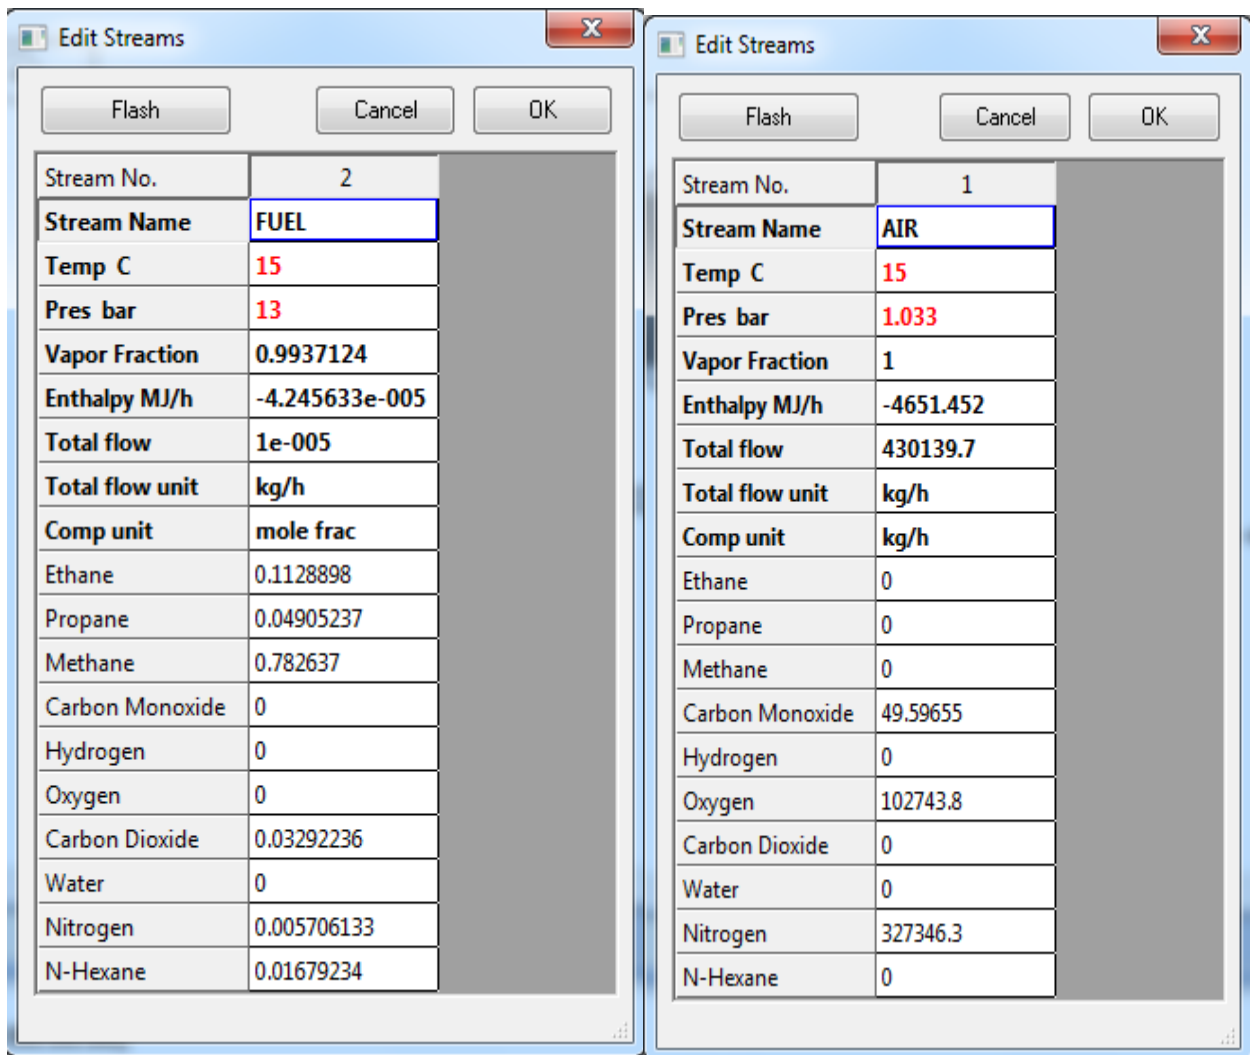 Edit Streams
X
Flash Cancel OK
Stream No. 2
Stream Name FUEL
Temp C 15
Pres bar 13
Vapor Fraction 0.9937124
Enthalpy MJ/h -4.245633e-005
Total flow 1e-005
Total flow unit kg/h
Comp unit mole frac
Ethane 0.1128898
Propane 0.04905237
Methane 0.782637
Carbon Monoxide 0
Hydrogen 0
Oxygen 0
Carbon Dioxide 0.03292236
Water 0
Nitrogen 0.005706133
N-Hexane 0.01679234
Edit Streams
X
Flash Cancel OK
Stream No. 1
Stream Name AIR
Temp C 15
Pres bar 1.033
Vapor Fraction 1
Enthalpy MJ/h -4651.452
Total flow 430139.7
Total flow unit kg/h
Comp unit kg/h
Ethane 0
Propane 0
Methane 0
Carbon Monoxide 49.59655
Hydrogen 0
Oxygen 102743.8
Carbon Dioxide 0
Water 0
Nitrogen 327346.3
N-Hexane 0